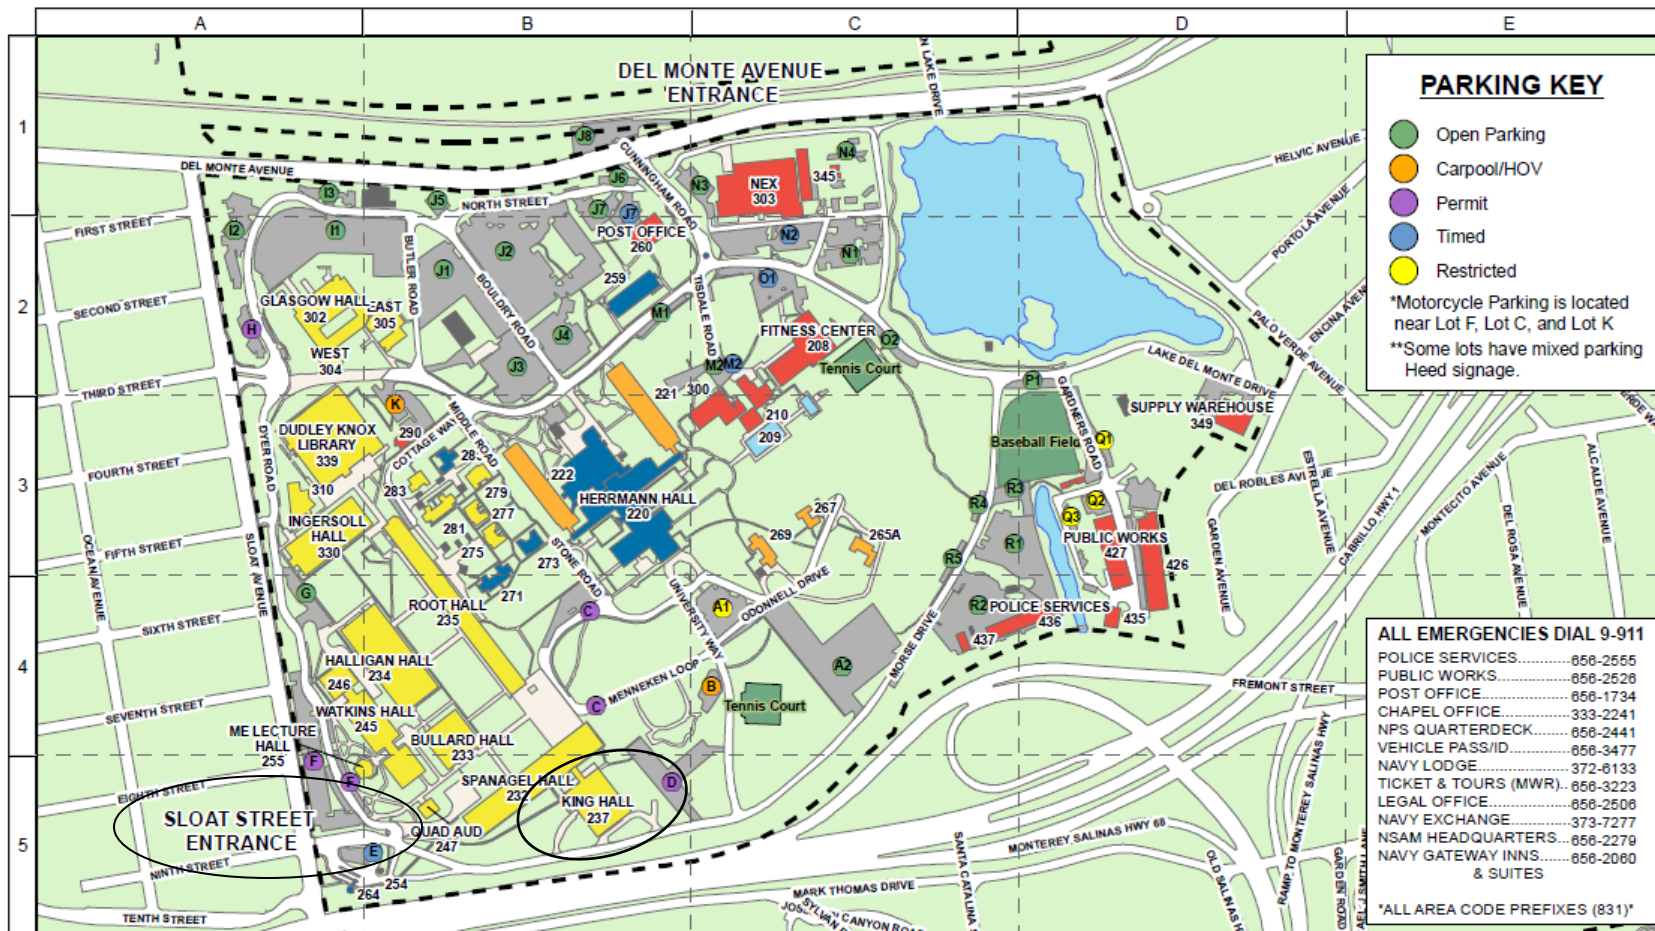 A
B
C
D
E
1
2
3
4
5
DEL MONTE AVENUE
ENTRANCE
N LAKE DRIVE
J8
DEL MONTE AVENUE
CUNNINGHAM ROAD
N4
345
NEX
303
N3
J6
I3
J5
NORTH STREET
J7
J7
HELVIC AVENUE
PORTOLA AVENUE
FIRST STREET
I2
I1
BUTLER ROAD
J2
POST OFFICE
260
N2
N1
J1
BOULDRY ROAD
259
TISDALE ROAD
O1
SECOND STREET
GLASGOW HALL
302
EAST
305
H
M1
J4
FITNESS CENTER
208
O2
PALO VERDE AVENUE
ENCINA AVENUE
WEST
304
J3
M2
M2
Tennis Court
LAKE DEL MONTE DRIVE
THIRD STREET
K
221
300
P1
GARDNERS ROAD
SUPPLY WAREHOUSE
349
DUDLEY KNOX
LIBRARY
339
290
COTTAGE WAY
MIDDLE ROAD
210
209
Baseball Field
Q1
DYER ROAD
FOURTH STREET
283
222
279
277
HERRMANN HALL
220
R4
R3
Q2
Q3
DEL ROBLES AVENUE
ESTRELLA AVENUE
ALCALDE AVENUE
CABRILLO HWY 1
MONTECITO AVENUE
310
INGERSOLL
HALL
330
281
275
273
267
269
265A
PUBLIC WORKS
427
426
GARDEN AVENUE
DEL ROSA AVENUE
OCEAN AVENUE
FIFTH STREET
SLOAT AVENUE
STONE ROAD
R5
R1
G
271
ROOT HALL
235
C
UNIVERSITY WAY
A1
ODONNELL DRIVE
R2
POLICE SERVICES
436
435
437
SIXTH STREET
HALLIGAN HALL
234
246
MENNEKEN LOOP
B
A2
MORSE DRIVE
FREMONT STREET
SEVENTH STREET
WATKINS HALL
245
C
Tennis Court
ME LECTURE
HALL
255
BULLARD HALL
233
F
F
SPANAGEL HALL
232
KING HALL
237
D
EIGHTH STREET
SLOAT STREET
ENTRANCE
QUAD AUD
247
E
254
264
NINTH STREET
TENTH STREET
MARK THOMAS DRIVE
SANTA CATALINA
MONTEREY SALINAS HWY 68
OLD SALINAS H
RAMP. TO MONTEREY SALINAS HWY
GARDEN ROAD
SYLVAN
CANYON ROAD
PARKING KEY
Open Parking
Carpool/HOV
Permit
Timed
Restricted
*Motorcycle Parking is located
near Lot F, Lot C, and Lot K
**Some lots have mixed parking
Heed signage.
ALL EMERGENCIES DIAL 9-911
POLICE SERVICES............656-2555
PUBLIC WORKS................656-2526
POST OFFICE....................656-1734
CHAPEL OFFICE...............333-2241
NPS QUARTERDECK.........656-2441
VEHICLE PASS/ID..............656-3477
NAVY LODGE....................372-6133
TICKET & TOURS (MWR)..656-3223
LEGAL OFFICE..................656-2506
NAVY EXCHANGE.............373-7277
NSAM HEADQUARTERS...656-2279
NAVY GATEWAY INNS.....656-2060
& SUITES
*ALL AREA CODE PREFIXES (831)*